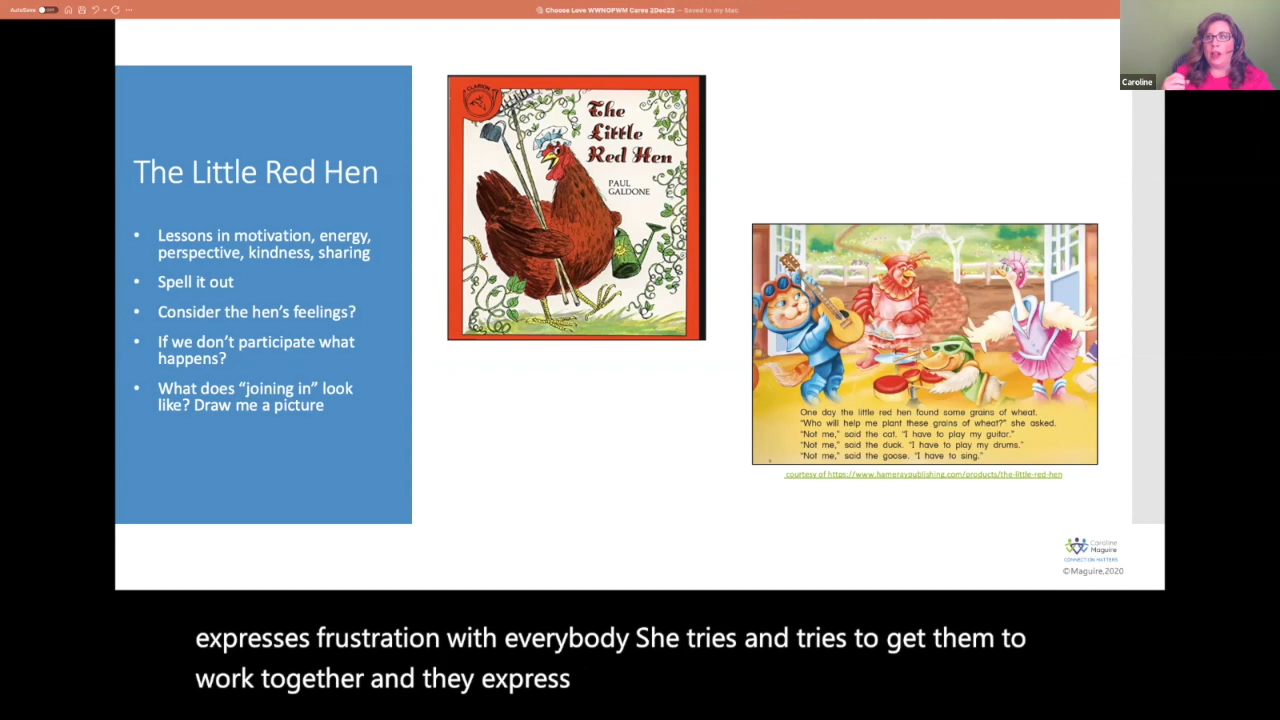 AutoSave OFF
Choose Love WWNOPWM Cares 2Dec22 — Saved to my Mac
Caroline
The Little Red Hen
• Lessons in motivation, energy,
perspective, kindness, sharing
• Spell it out
• Consider the hen's feelings?
• If we don't participate what
happens?
• What does "joining in" look
like? Draw me a picture
CLARION
The
Little
Red Hen
PAUL
GALDONE
One day the little red hen found some grains of wheat.
"Who will help me plant these grains of wheat?" she asked.
"Not me," said the cat. "I have to play my guitar."
"Not me," said the duck. "I have to play my drums."
"Not me," said the goose. "I have to sing."
courtesy of https://www.hameraypublishing.com/products/the-little-red-hen
Caroline
Maguire
CONNECTION MATTERS
©Maguire,2020
expresses frustration with everybody She tries and tries to get them to
work together and they express